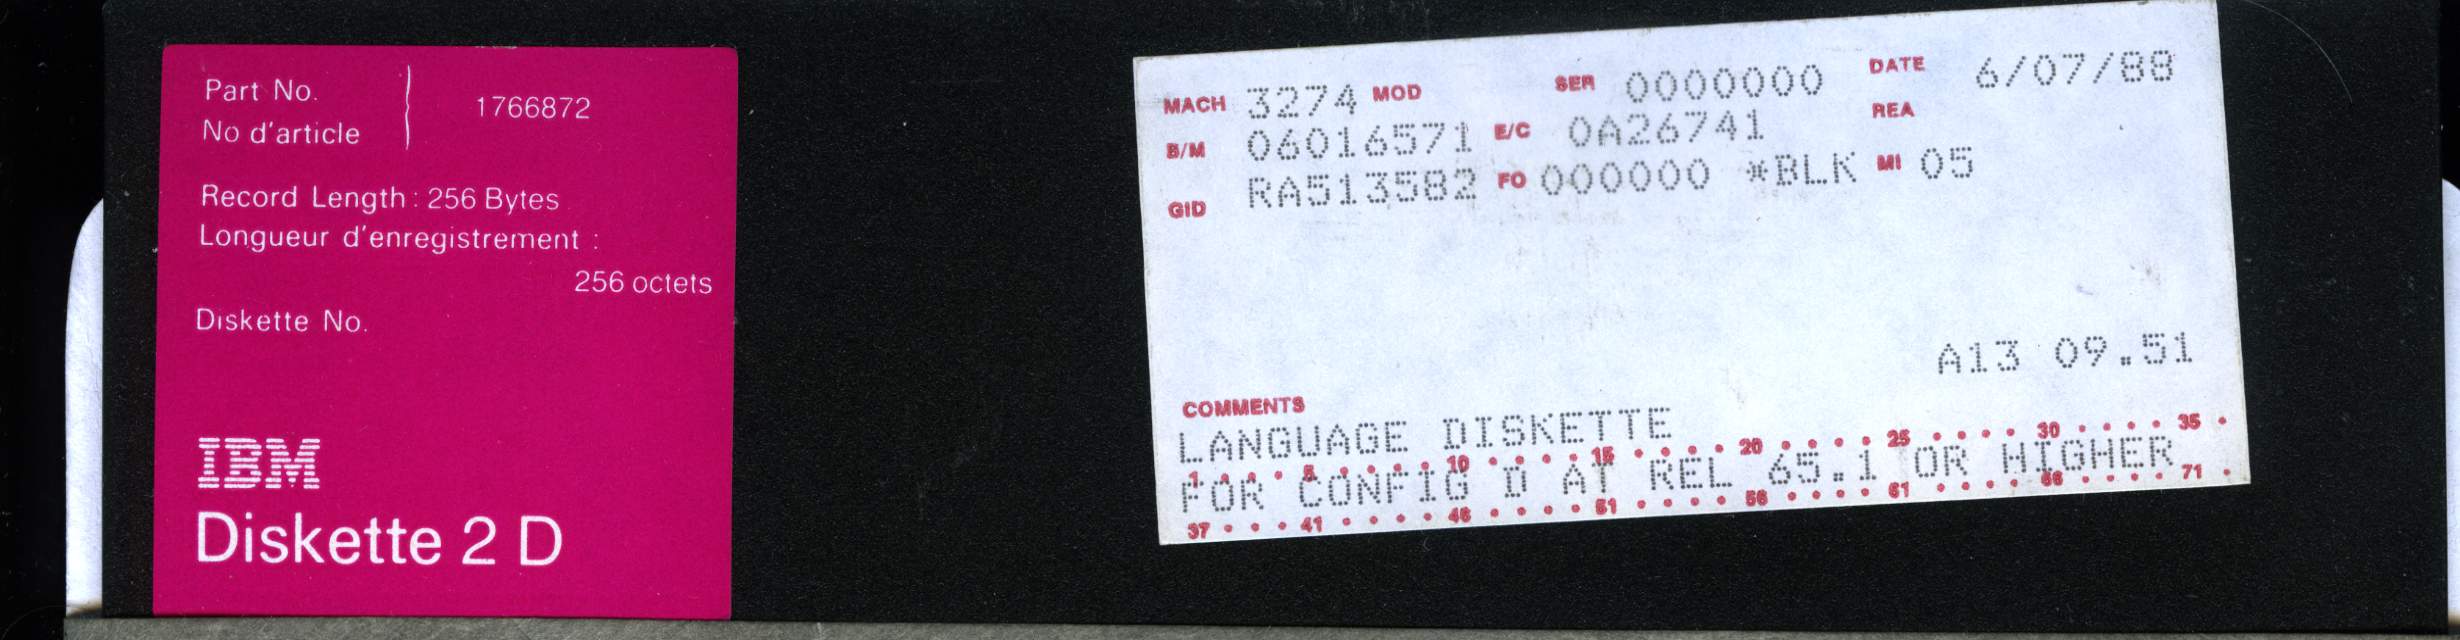 Part No.
No d'article
1766872
Record Length: 256 Bytes
Longueur d'enregistrement :
256 octets
Diskette No.
IBM
Diskette 2 D
MACH 3274 MOD SER 0000000 DATE 6/07/88
B/M 06016571 E/C 0A26741 REA
GID RA513582 FO 000000 *BLK MI 05
A13 09.51
COMMENTS
LANGUAGE DISKETTE
1 . . . 5 . . . . 10 . . . . 15 . . . . 20 . . . . 25 . . . . 30 . . . . 35 .
FOR CONFIG D AT REL 65.1 OR HIGHER
37 . . . 41 . . . . 46 . . . . 51 . . . . 56 . . . . 61 . . . . 66 . . . . 71 .